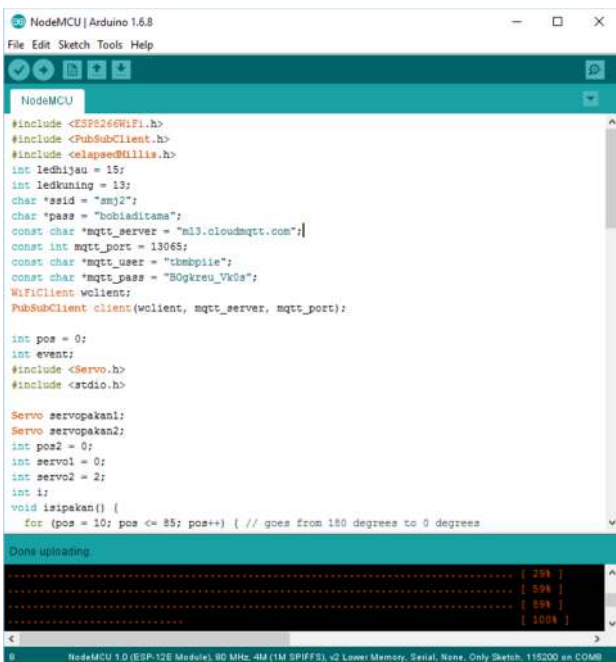 NodeMCU | Arduino 1.6.8
File Edit Sketch Tools Help
NodeMCU
#include <ESP8266WiFi.h>
#include <PubSubClient.h>
#include <elapsedMillis.h>
int ledhijau = 15;
int ledkuning = 13;
char *ssid = "smj2";
char *pass = "bobiaditama";
const char *mqtt_server = "m13.cloudmqtt.com";
const int mqtt_port = 13065;
const char *mqtt_user = "tbmbpiie";
const char *mqtt_pass = "BOgkreu_Vk0s";
WiFiClient wclient;
PubSubClient client(wclient, mqtt_server, mqtt_port);
int pos = 0;
int event;
#include <Servo.h>
#include <stdio.h>
Servo servopakan1;
Servo servopakan2;
int pos2 = 0;
int servo1 = 0;
int servo2 = 2;
int i;
void isipakan() {
for (pos = 10; pos <= 85; pos++) { // goes from 180 degrees to 0 degrees
Done uploading.
[ 29% ]
[ 59% ]
[ 89% ]
[ 100% ]
8 NodeMCU 1.0 (ESP-12E Module), 80 MHz, 4M (1M SPIFFS), v2 Lower Memory, Serial, None, Only Sketch, 115200 on COM8